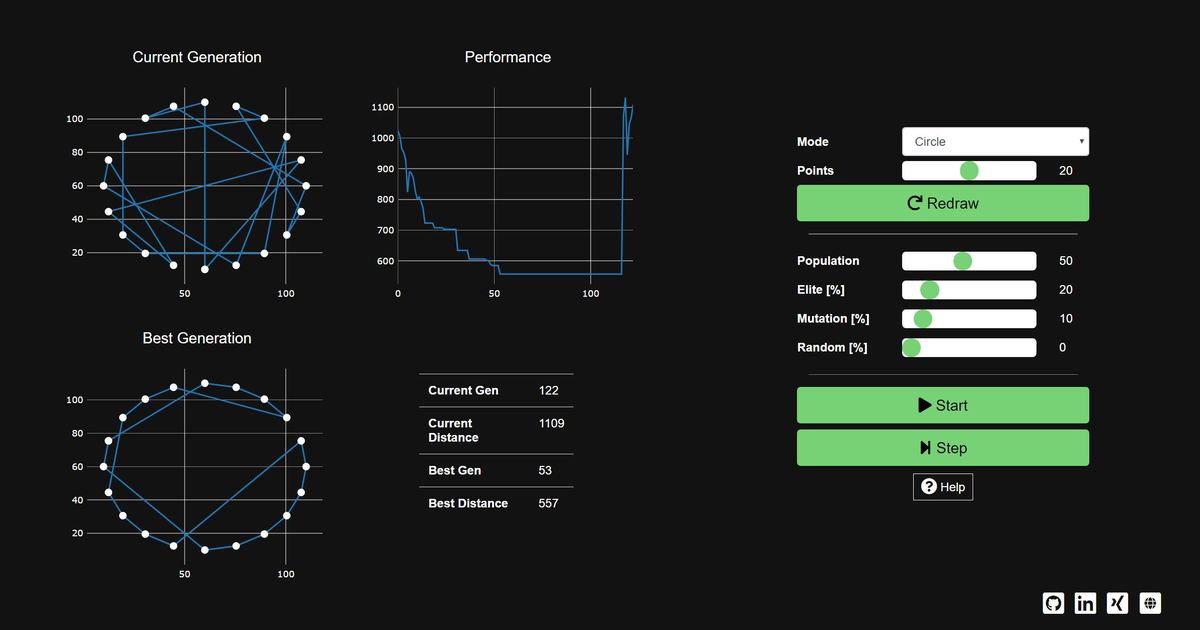 Current Generation
100
80
60
40
20
50 100
Performance
1100
1000
900
800
700
600
0 50 100
Best Generation
100
80
60
40
20
50 100
Current Gen 122
Current
Distance 1109
Best Gen 53
Best Distance 557
Mode Circle
Points 20
Redraw
Population 50
Elite [%] 20
Mutation [%] 10
Random [%] 0
Start
Step
? Help
in